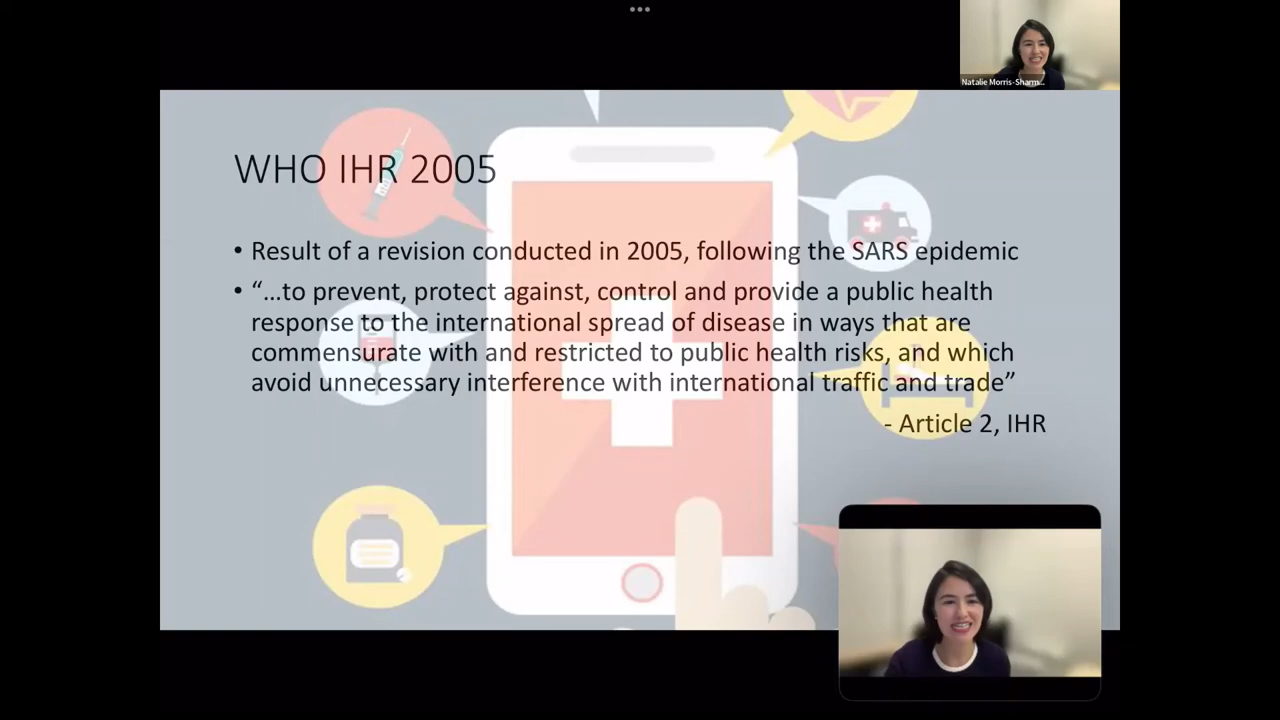 Natalie Morris-Sharm...
WHO IHR 2005
• Result of a revision conducted in 2005, following the SARS epidemic
• “…to prevent, protect against, control and provide a public health
response to the international spread of disease in ways that are
commensurate with and restricted to public health risks, and which
avoid unnecessary interference with international traffic and trade”
- Article 2, IHR